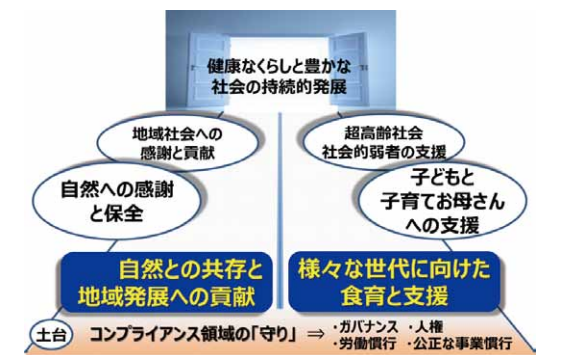 健康なくらしと豊かな
社会の持続的発展
地域社会への
感謝と貢献
超高齢社会
社会的弱者の支援
自然への感謝
と保全
子どもと
子育てお母さん
への支援
自然との共存と
地域発展への貢献
様々な世代に向けた
食育と支援
土台
コンプライアンス領域の「守り」 ⇒ ・ガバナンス ・人権
・労働慣行 ・公正な事業慣行